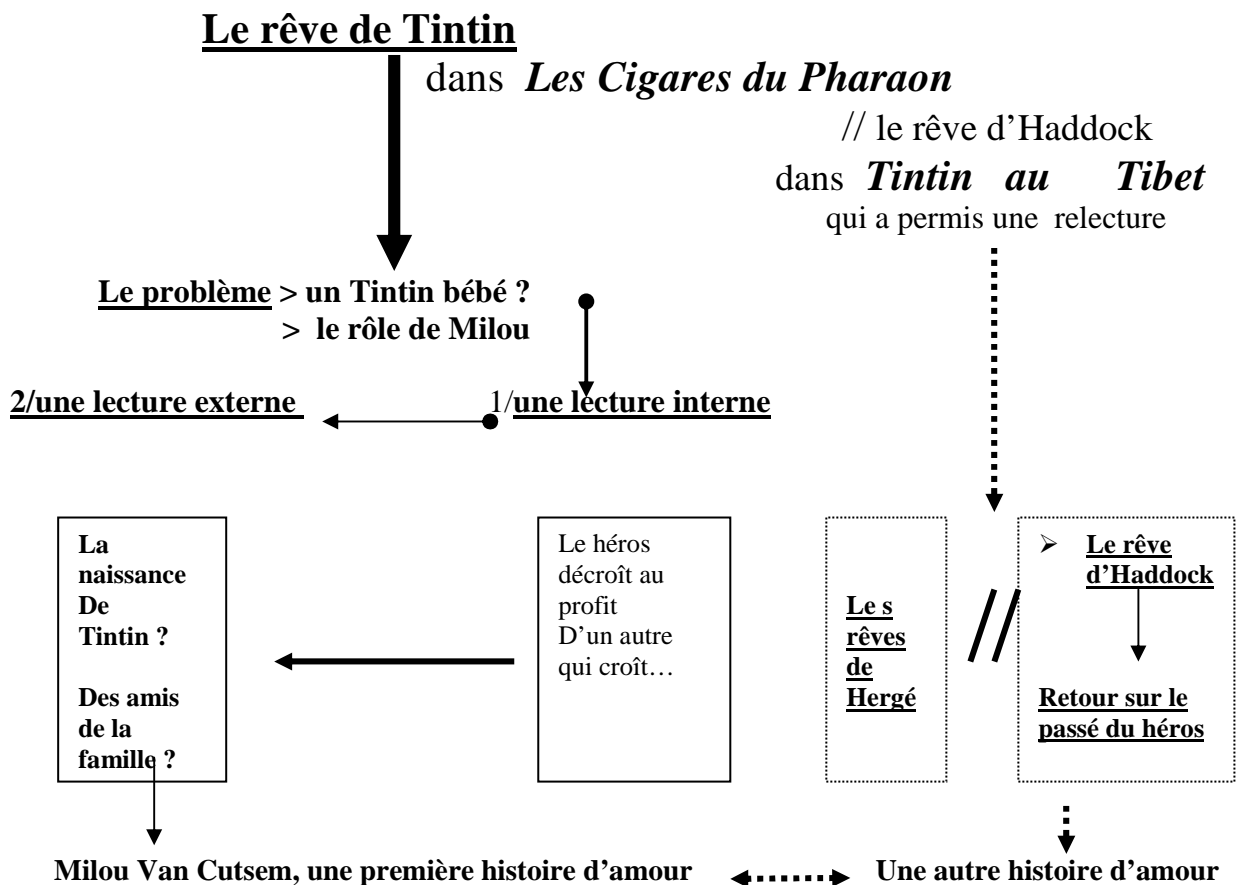 Le rêve de Tintin
dans Les Cigares du Pharaon
// le rêve d’Haddock
dans Tintin au Tibet
qui a permis une relecture
Le problème > un Tintin bébé ?
> le rôle de Milou
2/une lecture externe
1/une lecture interne
La
naissance
De
Tintin ?
Des amis
de la
famille ?
Le héros
décroît au
profit
D’un autre
qui croît…
Le s
rêves
de
Hergé
//
➢ Le rêve
d’Haddock
Retour sur le
passé du héros
Milou Van Cutsem, une première histoire d’amour
Une autre histoire d’amour